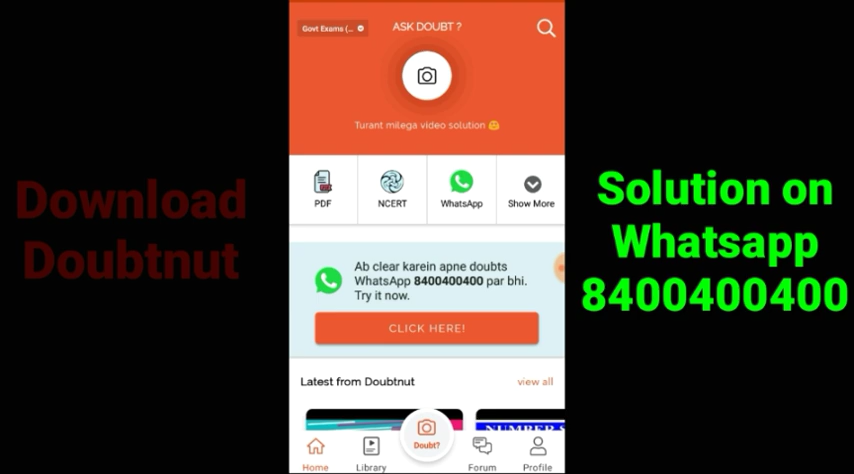 Download
Doubtnut
Govt Exams (...
ASK DOUBT ?
Turant milega video solution
PDF
NCERT
WhatsApp
Show More
Ab clear karein apne doubts
WhatsApp 8400400400 par bhi.
Try it now.
CLICK HERE!
Latest from Doubtnut
view all
NUMBER
Doubt?
Home
Library
Forum
Profile
Solution on
Whatsapp
8400400400